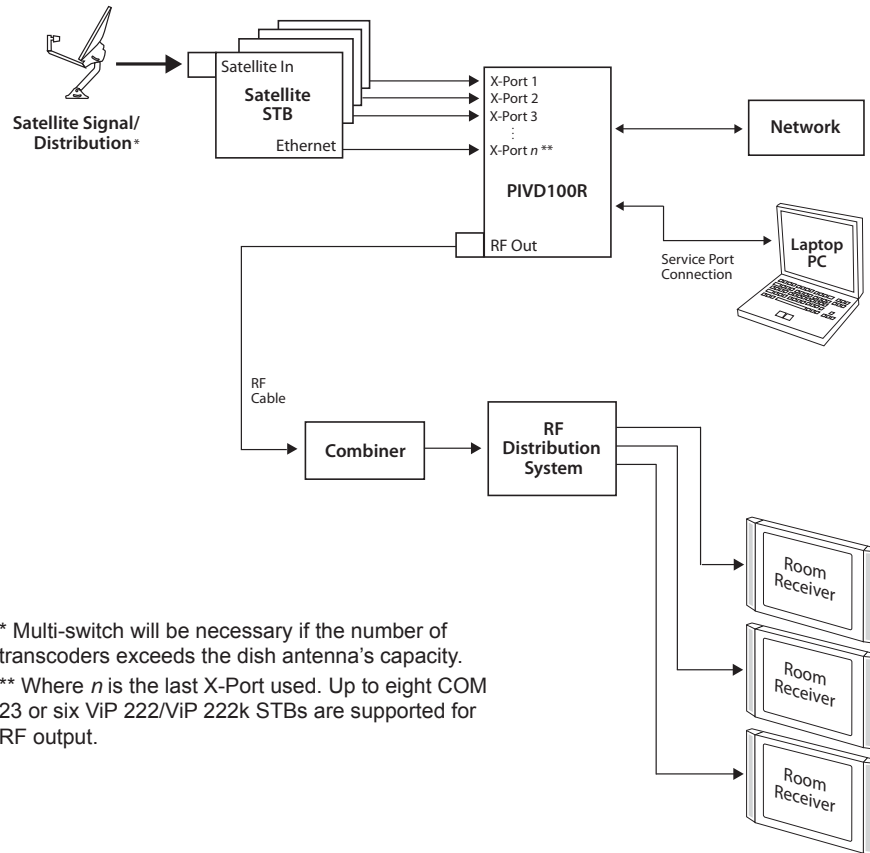 Satellite In
Satellite
STB
Ethernet
Satellite Signal/
Distribution*
X-Port 1
X-Port 2
X-Port 3
⋮
X-Port n **
PIVD100R
RF Out
Network
Laptop
PC
Service Port
Connection
RF
Cable
Combiner
RF
Distribution
System
Room
Receiver
Room
Receiver
Room
Receiver
* Multi-switch will be necessary if the number of
transcoders exceeds the dish antenna's capacity.
** Where n is the last X-Port used. Up to eight COM
23 or six ViP 222/ViP 222k STBs are supported for
RF output.